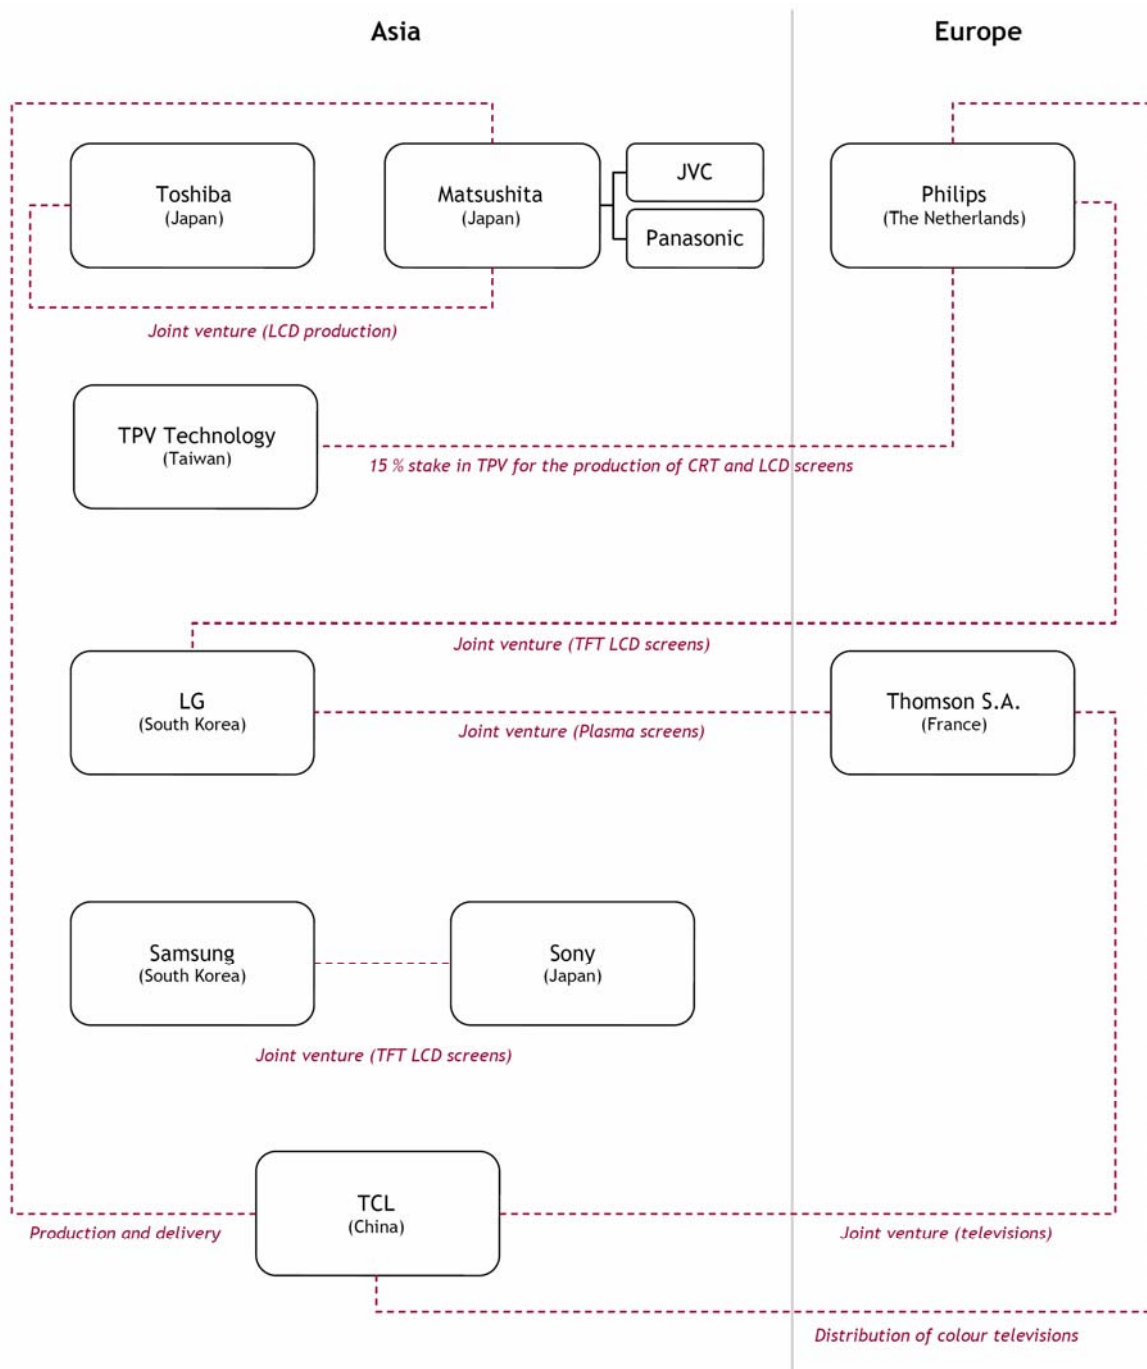 Asia
Europe
Toshiba
(Japan)
Matsushita
(Japan)
JVC
Panasonic
Philips
(The Netherlands)
Joint venture (LCD production)
TPV Technology
(Taiwan)
15 % stake in TPV for the production of CRT and LCD screens
Joint venture (TFT LCD screens)
LG
(South Korea)
Joint venture (Plasma screens)
Thomson S.A.
(France)
Samsung
(South Korea)
Sony
(Japan)
Joint venture (TFT LCD screens)
TCL
(China)
Production and delivery
Joint venture (televisions)
Distribution of colour televisions